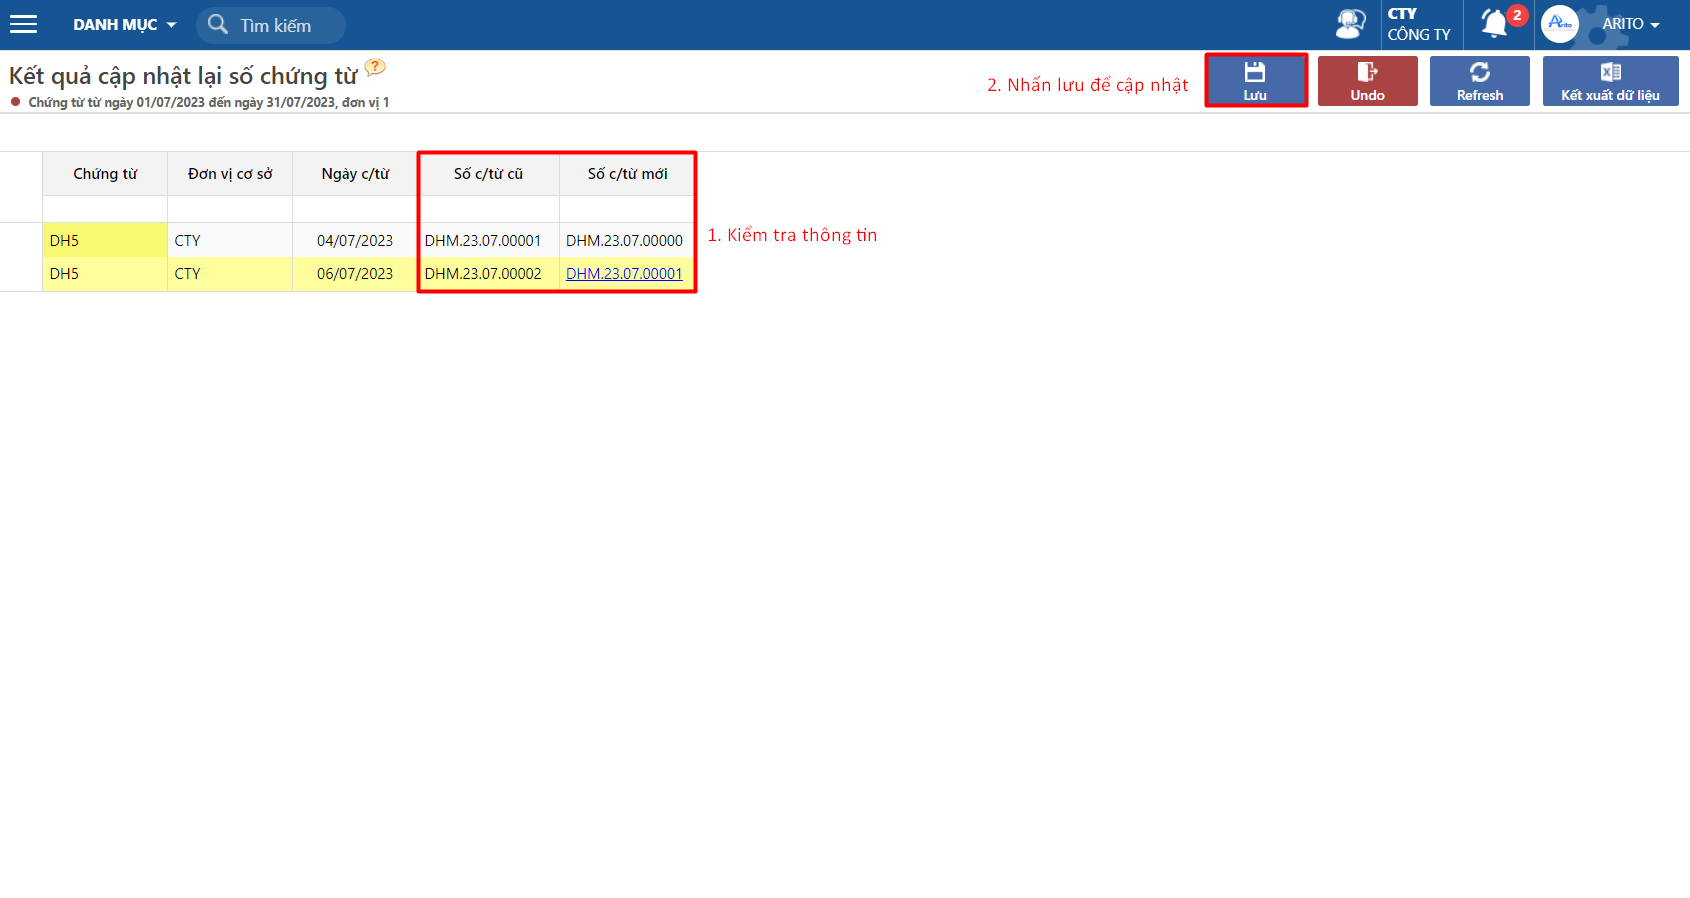 DANH MỤC
Tìm kiếm
CTY
CÔNG TY
2
Arito
ARITO
Kết quả cập nhật lại số chứng từ ?
Chứng từ từ ngày 01/07/2023 đến ngày 31/07/2023, đơn vị 1
2. Nhấn lưu để cập nhật
Lưu
Undo
Refresh
Kết xuất dữ liệu
Chứng từ Đơn vị cơ sở Ngày c/từ Số c/từ cũ Số c/từ mới
DH5 CTY 04/07/2023 DHM.23.07.00001 DHM.23.07.00000
1. Kiểm tra thông tin
DH5 CTY 06/07/2023 DHM.23.07.00002 DHM.23.07.00001